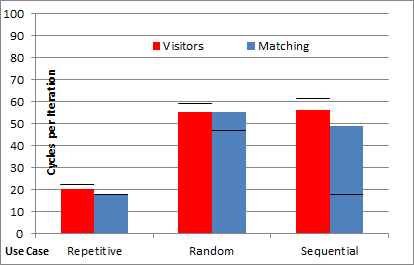 100
90
80
70
60
50
40
30
20
10
0
Cycles per Iteration
Visitors
Matching
Use Case
Repetitive
Random
Sequential